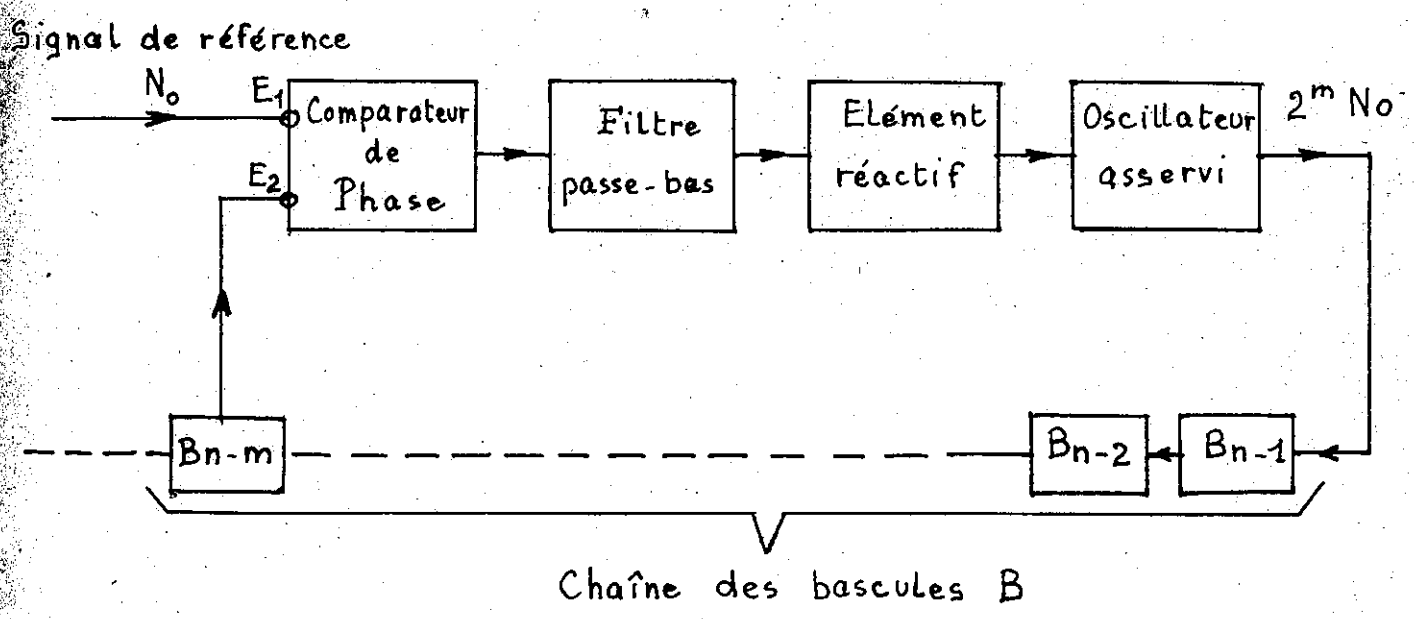 Signal de référence
N₀
E₁
E₂
Comparateur
de
Phase
Filtre
passe-bas
Elément
réactif
Oscillateur
asservi
2ᵐ No
Bn-m
Bn-2
Bn-1
Chaîne des bascules B